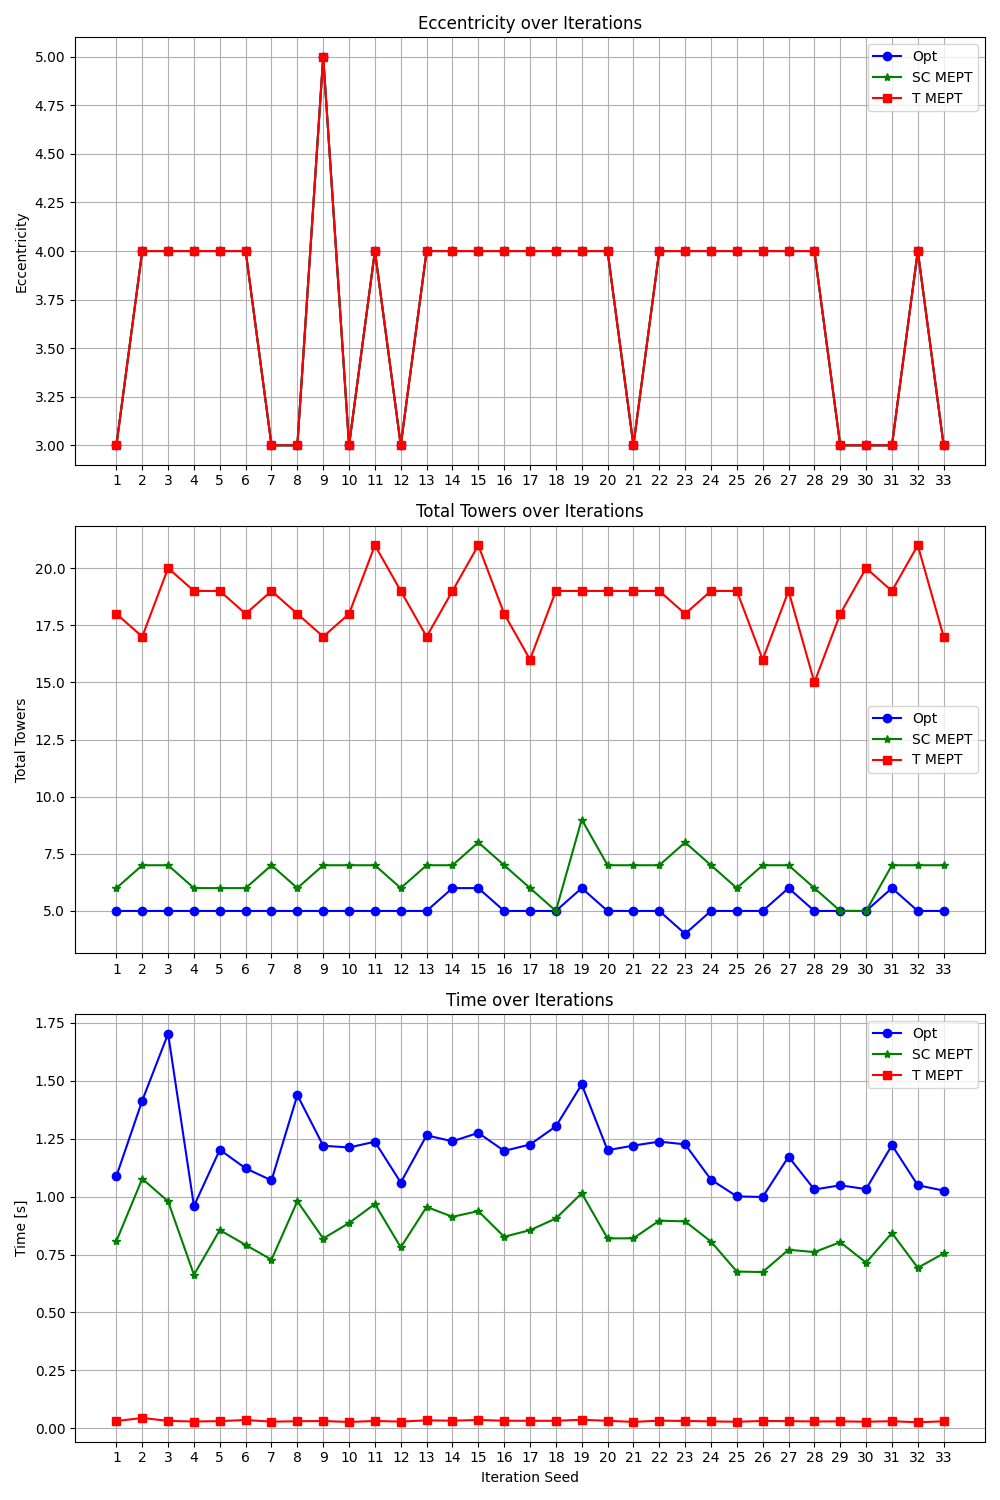 Eccentricity over Iterations
5.00
4.75
4.50
4.25
4.00
3.75
3.50
3.25
3.00
Eccentricity
Opt
SC MEPT
T MEPT
1 2 3 4 5 6 7 8 9 10 11 12 13 14 15 16 17 18 19 20 21 22 23 24 25 26 27 28 29 30 31 32 33
Total Towers over Iterations
20.0
17.5
15.0
12.5
10.0
7.5
5.0
Total Towers
Opt
SC MEPT
T MEPT
1 2 3 4 5 6 7 8 9 10 11 12 13 14 15 16 17 18 19 20 21 22 23 24 25 26 27 28 29 30 31 32 33
Time over Iterations
1.75
1.50
1.25
1.00
0.75
0.50
0.25
0.00
Time [s]
Opt
SC MEPT
T MEPT
1 2 3 4 5 6 7 8 9 10 11 12 13 14 15 16 17 18 19 20 21 22 23 24 25 26 27 28 29 30 31 32 33
Iteration Seed